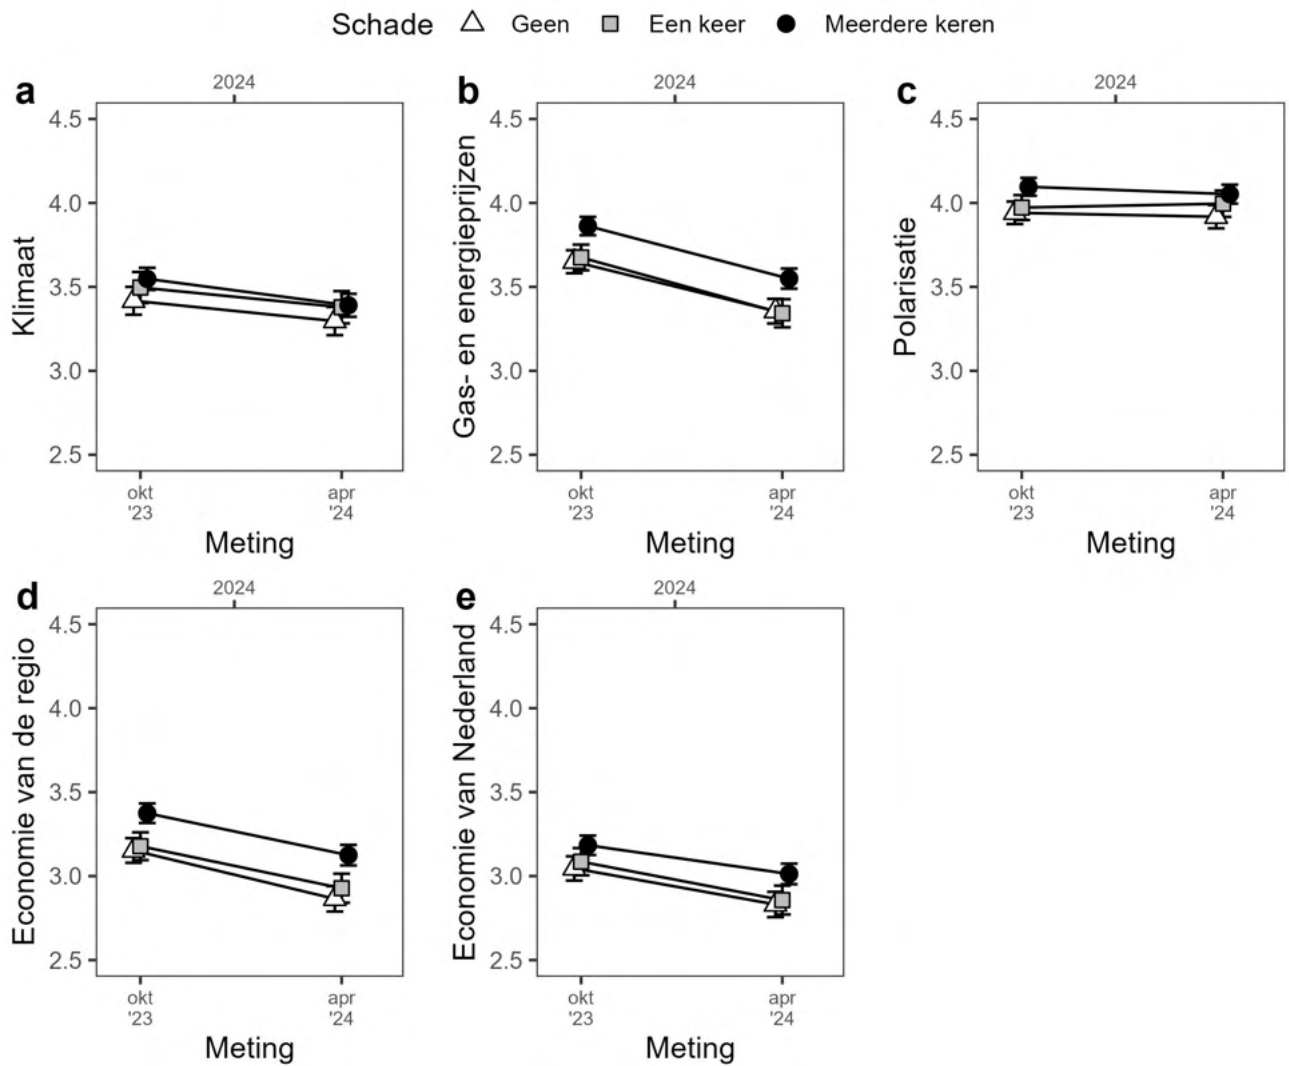 Schade Geen Een keer Meerdere keren
a
2024
Klimaat
4.5
4.0
3.5
3.0
2.5
okt
'23
apr
'24
Meting
b
2024
Gas- en energieprijzen
4.5
4.0
3.5
3.0
2.5
okt
'23
apr
'24
Meting
c
2024
Polarisatie
4.5
4.0
3.5
3.0
2.5
okt
'23
apr
'24
Meting
d
2024
Economie van de regio
4.5
4.0
3.5
3.0
2.5
okt
'23
apr
'24
Meting
e
2024
Economie van Nederland
4.5
4.0
3.5
3.0
2.5
okt
'23
apr
'24
Meting